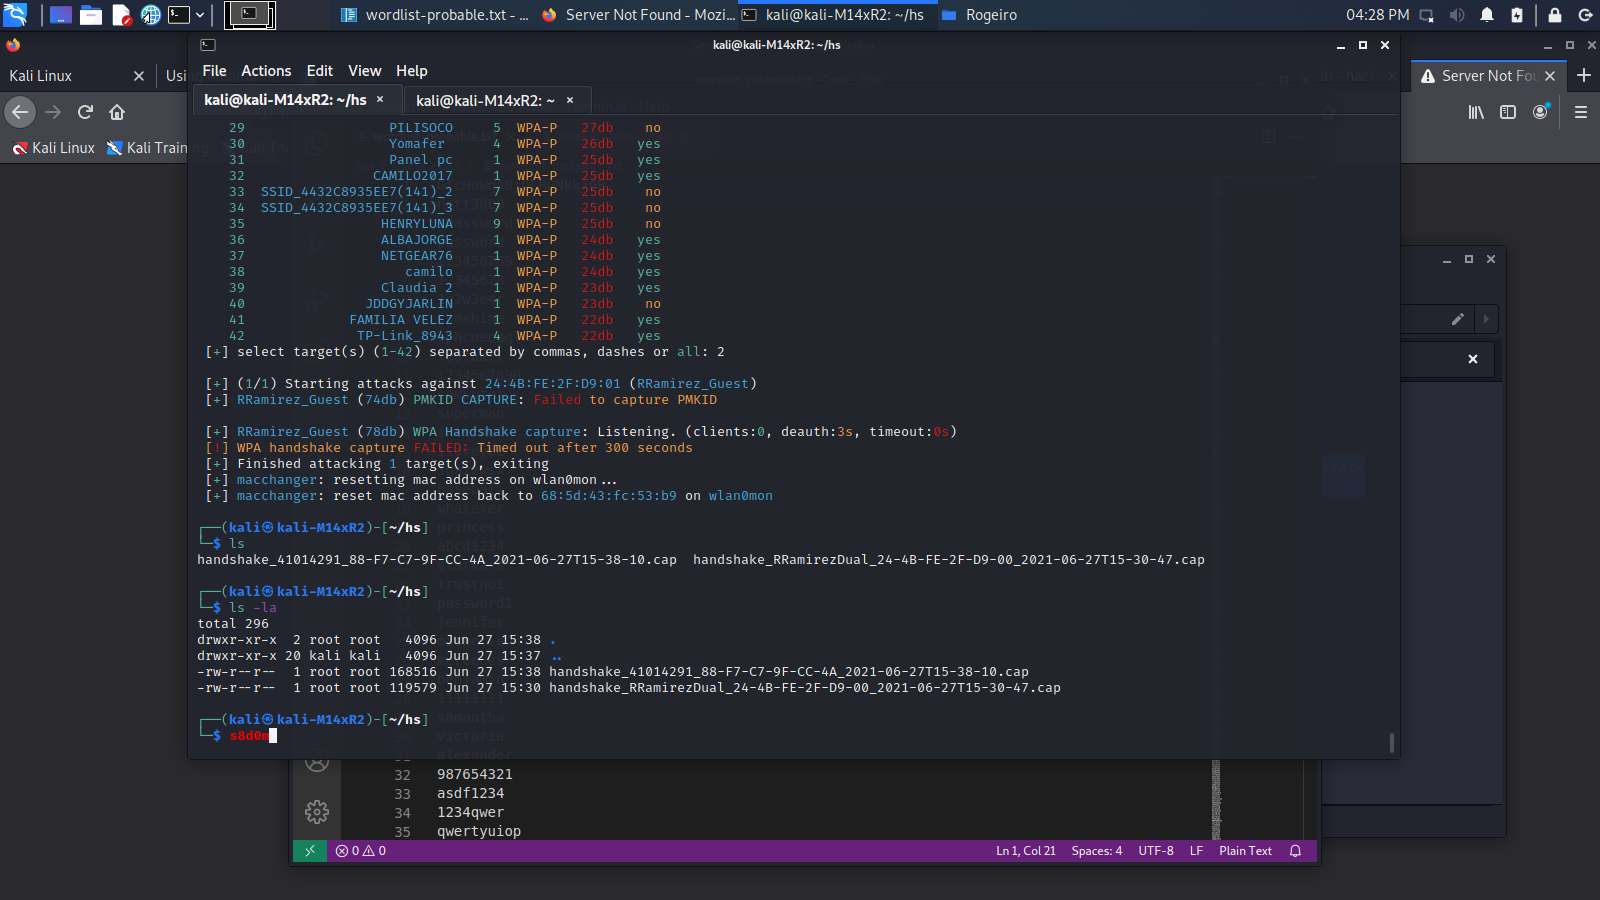 wordlist-probable.txt - ...
Server Not Found - Mozi...
kali@kali-M14xR2: ~/hs
Rogeiro
04:28 PM
kali@kali-M14xR2: ~/hs
Kali Linux
Usin
Server Not Fou
File Actions Edit View Help
kali@kali-M14xR2: ~/hs
kali@kali-M14xR2: ~
Kali Linux
Kali Training
29 PILISOCO 5 WPA-P 27db no
30 Yomafer 4 WPA-P 26db yes
31 Panel pc 1 WPA-P 25db yes
32 CAMILO2017 1 WPA-P 25db yes
33 SSID_4432C8935EE7(141)_2 7 WPA-P 25db no
34 SSID_4432C8935EE7(141)_3 7 WPA-P 25db no
35 HENRYLUNA 9 WPA-P 25db no
36 ALBAJORGE 1 WPA-P 24db yes
37 NETGEAR76 1 WPA-P 24db yes
38 camilo 1 WPA-P 24db yes
39 Claudia 2 1 WPA-P 23db yes
40 JDDGYJARLIN 1 WPA-P 23db no
41 FAMILIA VELEZ 1 WPA-P 22db yes
42 TP-Link_8943 4 WPA-P 22db yes
[+] select target(s) (1-42) separated by commas, dashes or all: 2
[+] (1/1) Starting attacks against 24:4B:FE:2F:D9:01 (RRamirez_Guest)
[+] RRamirez_Guest (74db) PMKID CAPTURE: Failed to capture PMKID
[+] RRamirez_Guest (78db) WPA Handshake capture: Listening. (clients:0, deauth:3s, timeout:0s)
[!] WPA handshake capture FAILED: Timed out after 300 seconds
[+] Finished attacking 1 target(s), exiting
[+] macchanger: resetting mac address on wlan0mon...
[+] macchanger: reset mac address back to 68:5d:43:fc:53:b9 on wlan0mon
┌──(kali㉿kali-M14xR2)-[~/hs]
└─$ ls
handshake_41014291_88-F7-C7-9F-CC-4A_2021-06-27T15-38-10.cap handshake_RRamirezDual_24-4B-FE-2F-D9-00_2021-06-27T15-30-47.cap
┌──(kali㉿kali-M14xR2)-[~/hs]
└─$ ls -la
total 296
drwxr-xr-x 2 root root 4096 Jun 27 15:38 .
drwxr-xr-x 20 kali kali 4096 Jun 27 15:37 ..
-rw-r--r-- 1 root root 168516 Jun 27 15:38 handshake_41014291_88-F7-C7-9F-CC-4A_2021-06-27T15-38-10.cap
-rw-r--r-- 1 root root 119579 Jun 27 15:30 handshake_RRamirezDual_24-4B-FE-2F-D9-00_2021-06-27T15-30-47.cap
┌──(kali㉿kali-M14xR2)-[~/hs]
└─$ s8d0m
32 987654321
33 asdf1234
34 1234qwer
35 qwertyuiop
0 0
Ln 1, Col 21 Spaces: 4 UTF-8 LF Plain Text